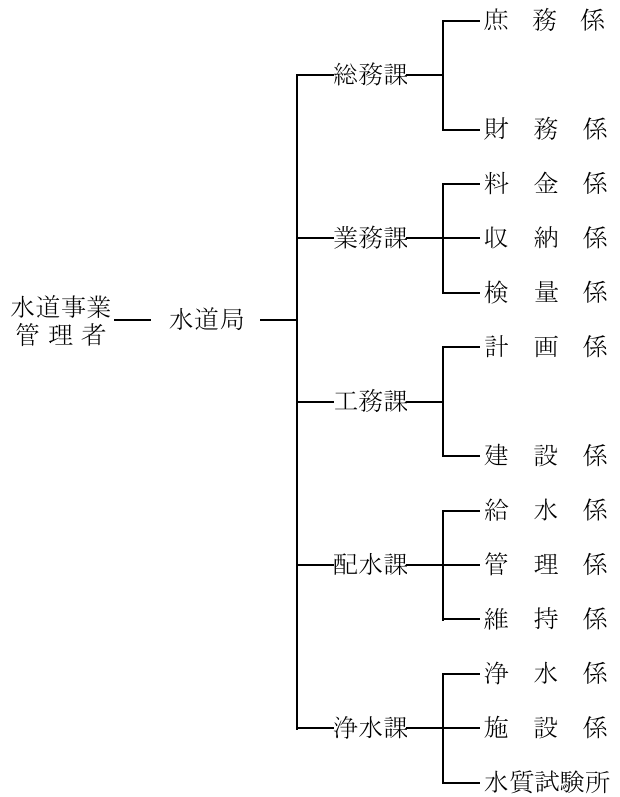 水道事業
管理者
水道局
総務課
庶務係
財務係
業務課
料金係
収納係
検量係
工務課
計画係
建設係
配水課
給水係
管理係
維持係
浄水課
浄水係
施設係
水質試験所